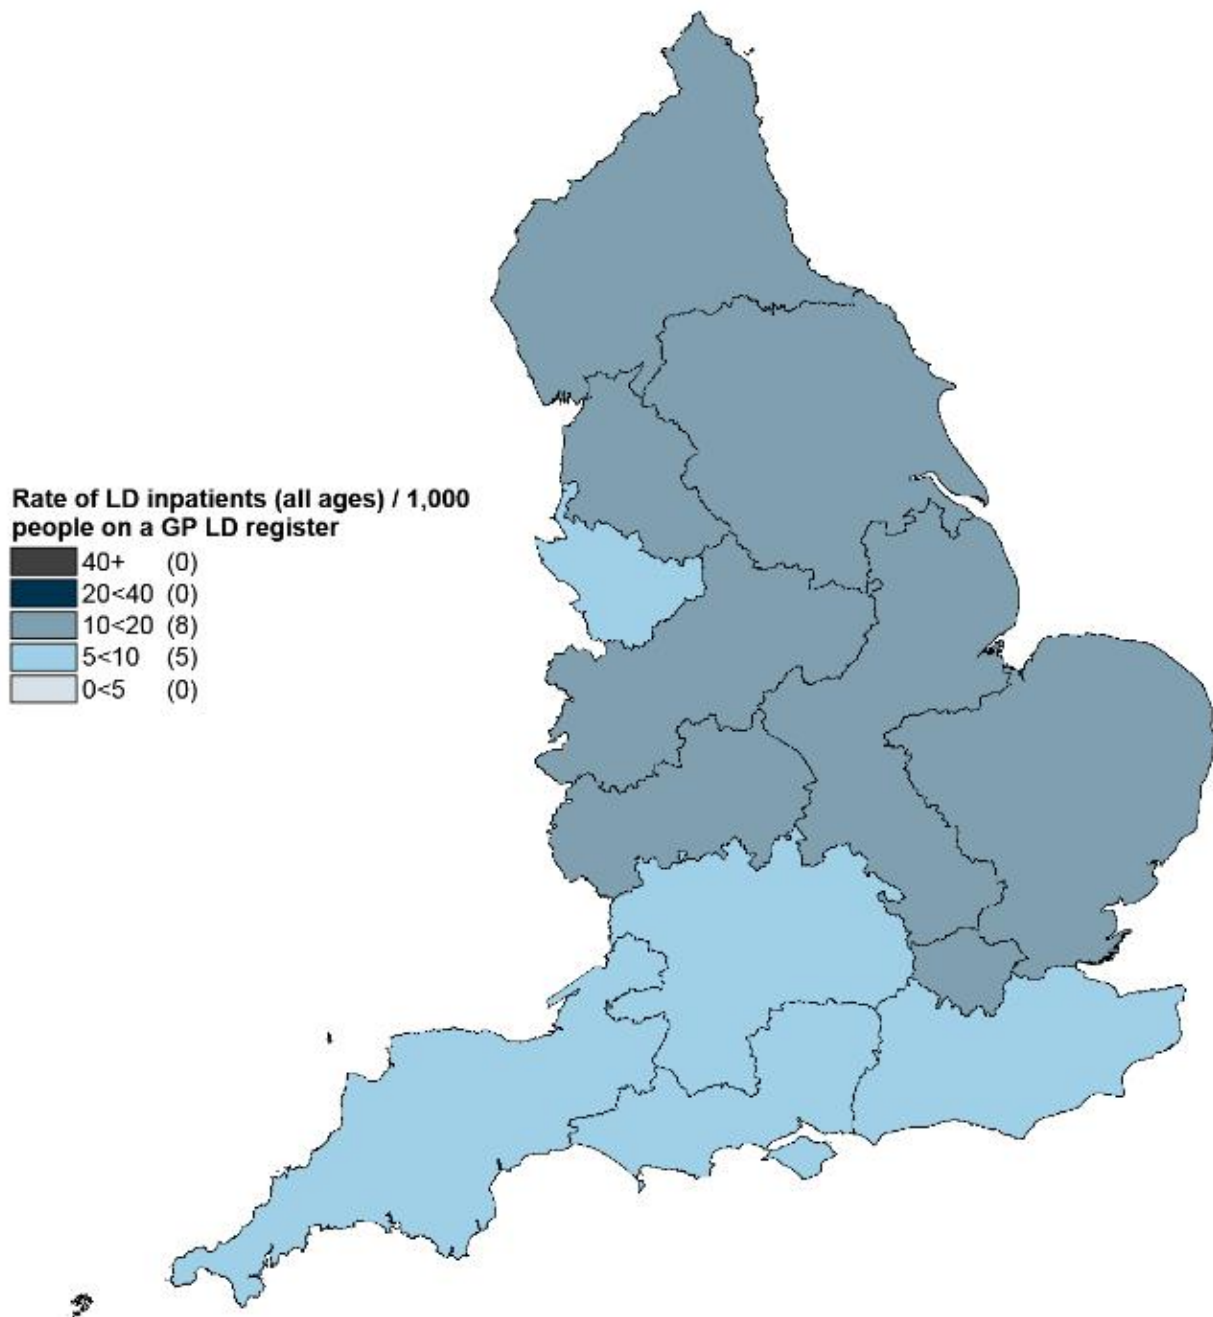 Rate of LD inpatients (all ages) / 1,000
people on a GP LD register
40+ (0)
20<40 (0)
10<20 (8)
5<10 (5)
0<5 (0)